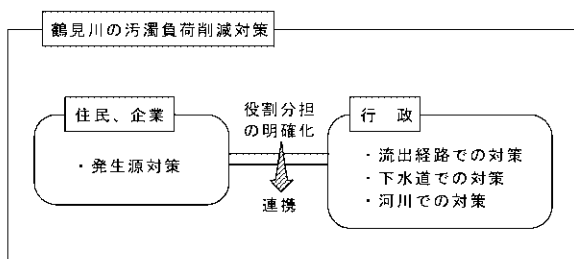 鶴見川の汚濁負荷削減対策
住民、企業
・発生源対策
役割分担
の明確化
連携
行 政
・流出経路での対策
・下水道での対策
・河川での対策